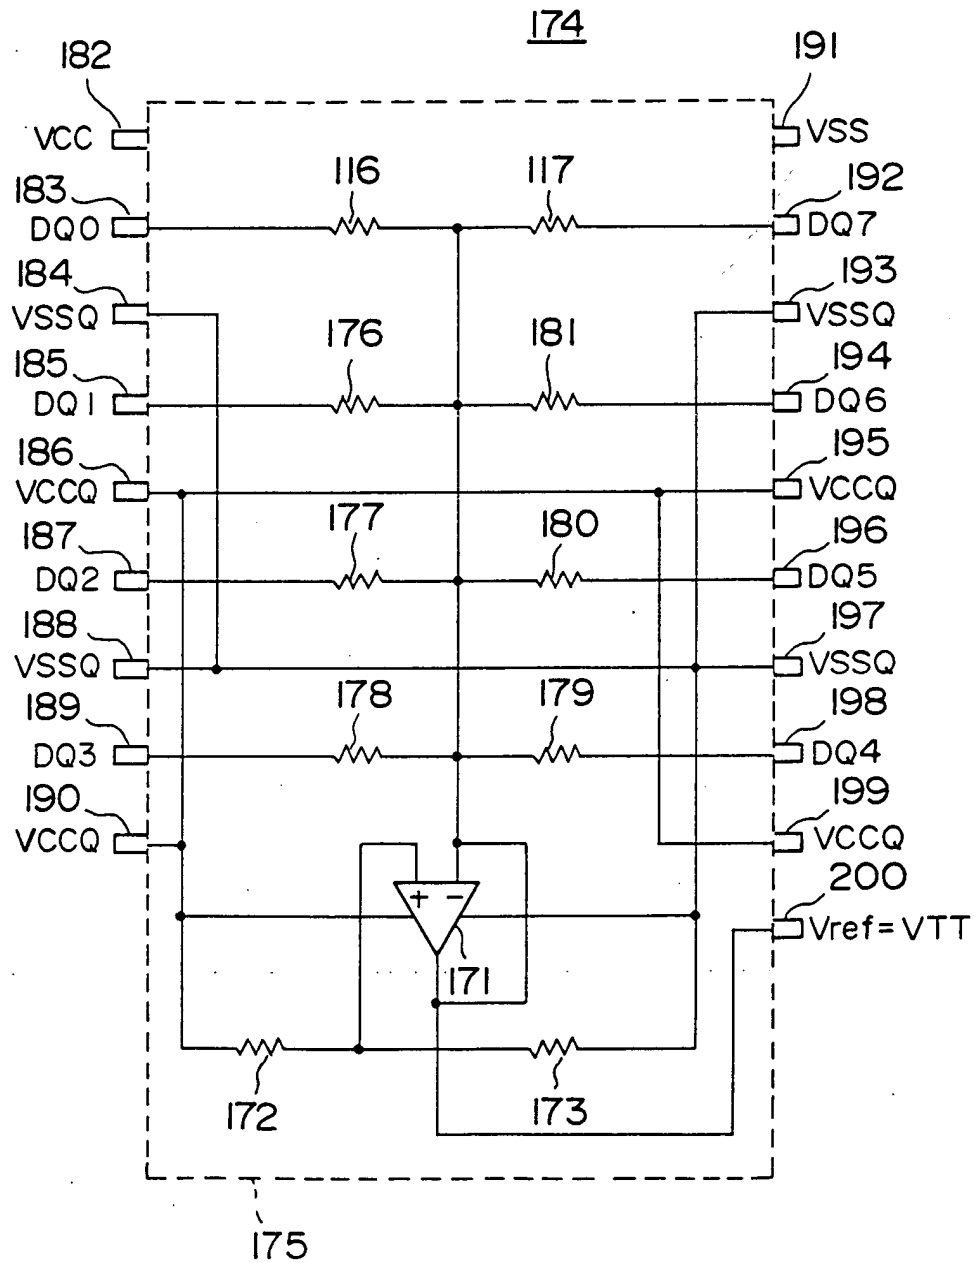 174
182
191
VCC
VSS
183
116
117
192
DQ0
DQ7
184
193
VSSQ
VSSQ
185
176
181
194
DQ1
DQ6
186
195
VCCQ
VCCQ
187
177
180
196
DQ2
DQ5
188
197
VSSQ
VSSQ
189
178
179
198
DQ3
DQ4
190
199
VCCQ
VCCQ
200
+ −
Vref=VTT
171
172
173
175